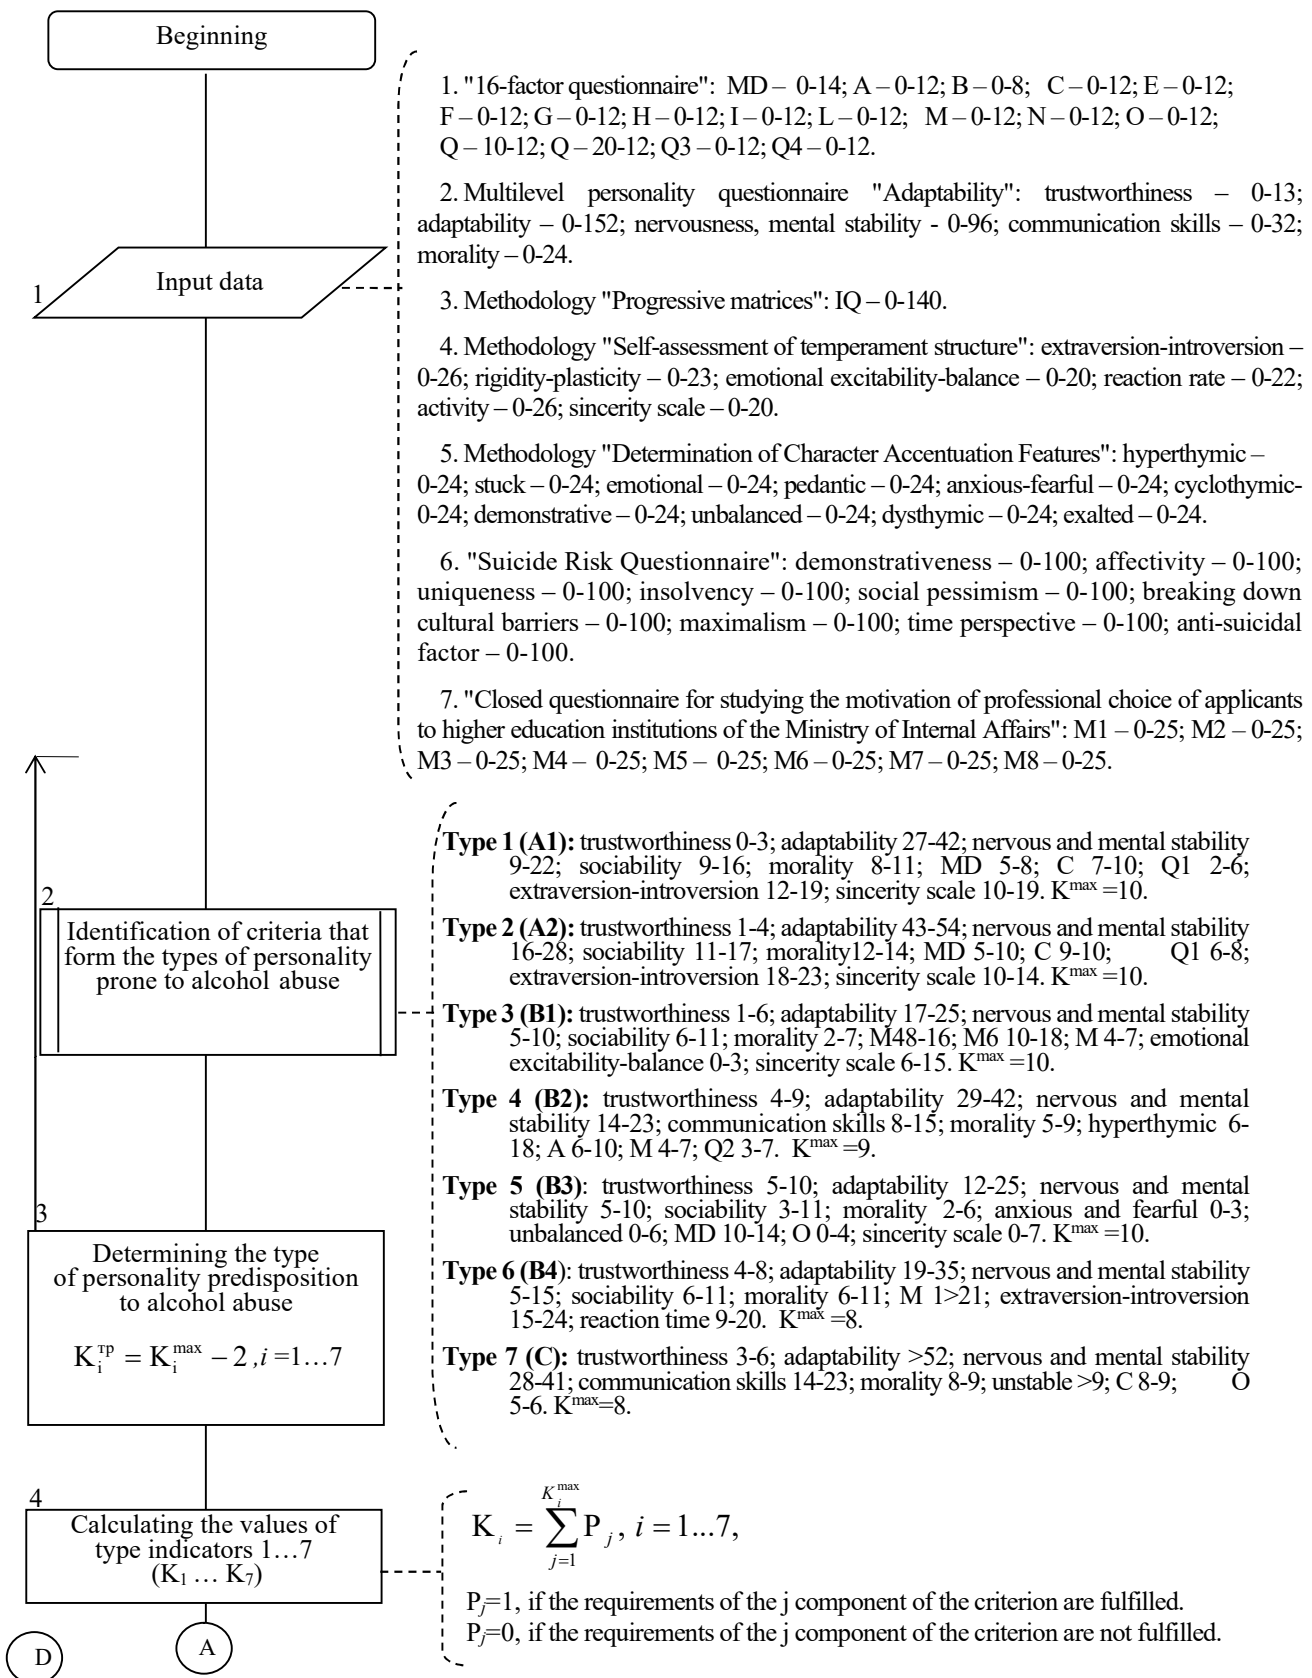 Beginning
1. "16-factor questionnaire": MD – 0-14; A – 0-12; B – 0-8; C – 0-12; E – 0-12;
F – 0-12; G – 0-12; H – 0-12; I – 0-12; L – 0-12; M – 0-12; N – 0-12; O – 0-12;
Q – 10-12; Q – 20-12; Q3 – 0-12; Q4 – 0-12.
2. Multilevel personality questionnaire "Adaptability": trustworthiness – 0-13;
adaptability – 0-152; nervousness, mental stability - 0-96; communication skills – 0-32;
morality – 0-24.
1
Input data
3. Methodology "Progressive matrices": IQ – 0-140.
4. Methodology "Self-assessment of temperament structure": extraversion-introversion –
0-26; rigidity-plasticity – 0-23; emotional excitability-balance – 0-20; reaction rate – 0-22;
activity – 0-26; sincerity scale – 0-20.
5. Methodology "Determination of Character Accentuation Features": hyperthymic –
0-24; stuck – 0-24; emotional – 0-24; pedantic – 0-24; anxious-fearful – 0-24; cyclothymic-
0-24; demonstrative – 0-24; unbalanced – 0-24; dysthymic – 0-24; exalted – 0-24.
6. "Suicide Risk Questionnaire": demonstrativeness – 0-100; affectivity – 0-100;
uniqueness – 0-100; insolvency – 0-100; social pessimism – 0-100; breaking down
cultural barriers – 0-100; maximalism – 0-100; time perspective – 0-100; anti-suicidal
factor – 0-100.
7. "Closed questionnaire for studying the motivation of professional choice of applicants
to higher education institutions of the Ministry of Internal Affairs": M1 – 0-25; M2 – 0-25;
M3 – 0-25; M4 – 0-25; M5 – 0-25; M6 – 0-25; M7 – 0-25; M8 – 0-25.
2
Identification of criteria that
form the types of personality
prone to alcohol abuse
Type 1 (A1): trustworthiness 0-3; adaptability 27-42; nervous and mental stability
9-22; sociability 9-16; morality 8-11; MD 5-8; C 7-10; Q1 2-6;
extraversion-introversion 12-19; sincerity scale 10-19. K^max =10.
Type 2 (A2): trustworthiness 1-4; adaptability 43-54; nervous and mental stability
16-28; sociability 11-17; morality12-14; MD 5-10; C 9-10; Q1 6-8;
extraversion-introversion 18-23; sincerity scale 10-14. K^max =10.
Type 3 (B1): trustworthiness 1-6; adaptability 17-25; nervous and mental stability
5-10; sociability 6-11; morality 2-7; M48-16; M6 10-18; M 4-7; emotional
excitability-balance 0-3; sincerity scale 6-15. K^max =10.
Type 4 (B2): trustworthiness 4-9; adaptability 29-42; nervous and mental
stability 14-23; communication skills 8-15; morality 5-9; hyperthymic 6-
18; A 6-10; M 4-7; Q2 3-7. K^max =9.
Type 5 (B3): trustworthiness 5-10; adaptability 12-25; nervous and mental
stability 5-10; sociability 3-11; morality 2-6; anxious and fearful 0-3;
unbalanced 0-6; MD 10-14; O 0-4; sincerity scale 0-7. K^max =10.
Type 6 (B4): trustworthiness 4-8; adaptability 19-35; nervous and mental stability
5-15; sociability 6-11; morality 6-11; M 1>21; extraversion-introversion
15-24; reaction time 9-20. K^max =8.
Type 7 (C): trustworthiness 3-6; adaptability >52; nervous and mental stability
28-41; communication skills 14-23; morality 8-9; unstable >9; C 8-9; O
5-6. K^max=8.
3
Determining the type
of personality predisposition
to alcohol abuse
K_i^тр = K_i^max − 2 , i =1…7
4
Calculating the values of
type indicators 1…7
(K₁ … K₇)
K_i = ∑_{j=1}^{K_i^max} P_j, i = 1...7,
P_j=1, if the requirements of the j component of the criterion are fulfilled.
P_j=0, if the requirements of the j component of the criterion are not fulfilled.
D
A